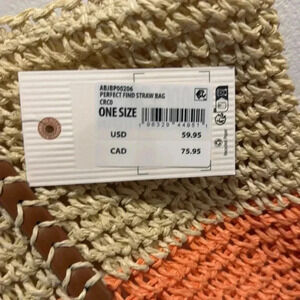 ABJBP00206
PERFECT FIND STRAW BAG
CRC0
ONE SIZE
USD 59.95
CAD 75.95